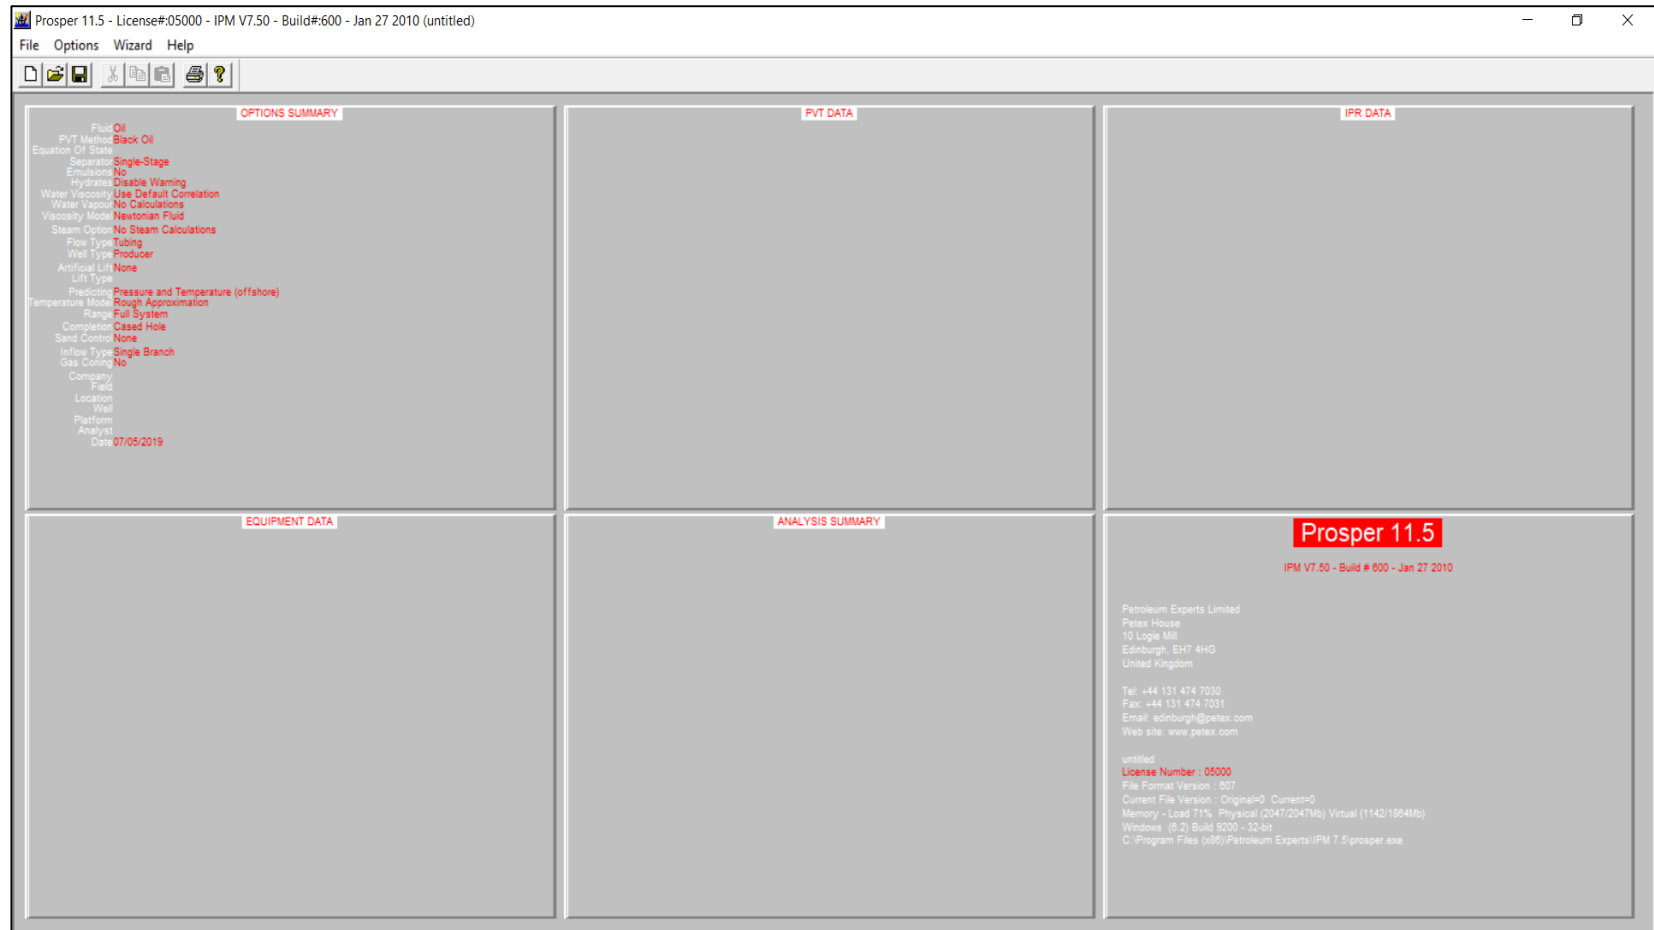 Prosper 11.5 - License#:05000 - IPM V7.50 - Build#:600 - Jan 27 2010 (untitled)
File Options Wizard Help
OPTIONS SUMMARY
Fluid Oil
PVT Method Black Oil
Equation Of State
Separator Single-Stage
Emulsions No
Hydrates Disable Warning
Water Viscosity Use Default Correlation
Water Vapour No Calculations
Viscosity Model Newtonian Fluid
Steam Option No Steam Calculations
Flow Type Tubing
Well Type Producer
Artificial Lift None
Lift Type
Predicting Pressure and Temperature (offshore)
Temperature Model Rough Approximation
Range Full System
Completion Cased Hole
Sand Control None
Inflow Type Single Branch
Gas Coning No
Company
Field
Location
Well
Platform
Analyst
Date 07/05/2019
PVT DATA
IPR DATA
EQUIPMENT DATA
ANALYSIS SUMMARY
Prosper 11.5
IPM V7.50 - Build # 600 - Jan 27 2010
Petroleum Experts Limited
Petex House
10 Logie Mill
Edinburgh, EH7 4HG
United Kingdom
Tel: +44 131 474 7030
Fax: +44 131 474 7031
Email: edinburgh@petex.com
Web site: www.petex.com
untitled
License Number : 05000
File Format Version : 607
Current File Version : Original=0 Current=0
Memory - Load 71% Physical (2047/2047Mb) Virtual (1142/1864Mb)
Windows (6.2) Build 9200 - 32-bit
C:\Program Files (x86)\Petroleum Experts\IPM 7.5\prosper.exe